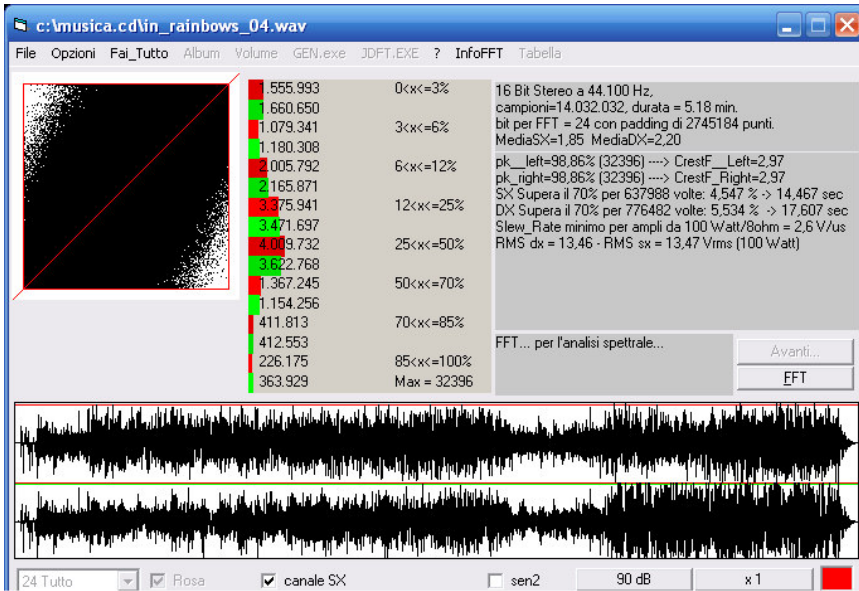 c:\musica.cd\in_rainbows_04.wav
File Opzioni Fai_Tutto Album Volume GEN.exe JDFT.EXE ? InfoFFT Tabella
1.555.993 0<x<=3%
1.660.650
1.079.341 3<x<=6%
1.180.308
2.005.792 6<x<=12%
2.165.871
3.375.941 12<x<=25%
3.471.697
4.009.732 25<x<=50%
3.622.768
1.367.245 50<x<=70%
1.154.256
411.813 70<x<=85%
412.553
226.175 85<x<=100%
363.929 Max = 32396
16 Bit Stereo a 44.100 Hz,
campioni=14.032.032, durata = 5.18 min.
bit per FFT = 24 con padding di 2745184 punti.
MediaSX=1,85 MediaDX=2,20
pk__left=98,86% (32396) ----> CrestF__Left=2,97
pk_right=98,86% (32396) ----> CrestF_Right=2,97
SX Supera il 70% per 637988 volte: 4,547 % -> 14,467 sec
DX Supera il 70% per 776482 volte: 5,534 % -> 17,607 sec
Slew_Rate minimo per ampli da 100 Watt/8ohm = 2,6 V/us
RMS dx = 13,46 - RMS sx = 13,47 Vrms (100 Watt)
FFT... per l'analisi spettrale...
Avanti...
FFT
24 Tutto Rosa canale SX sen2 90 dB x 1